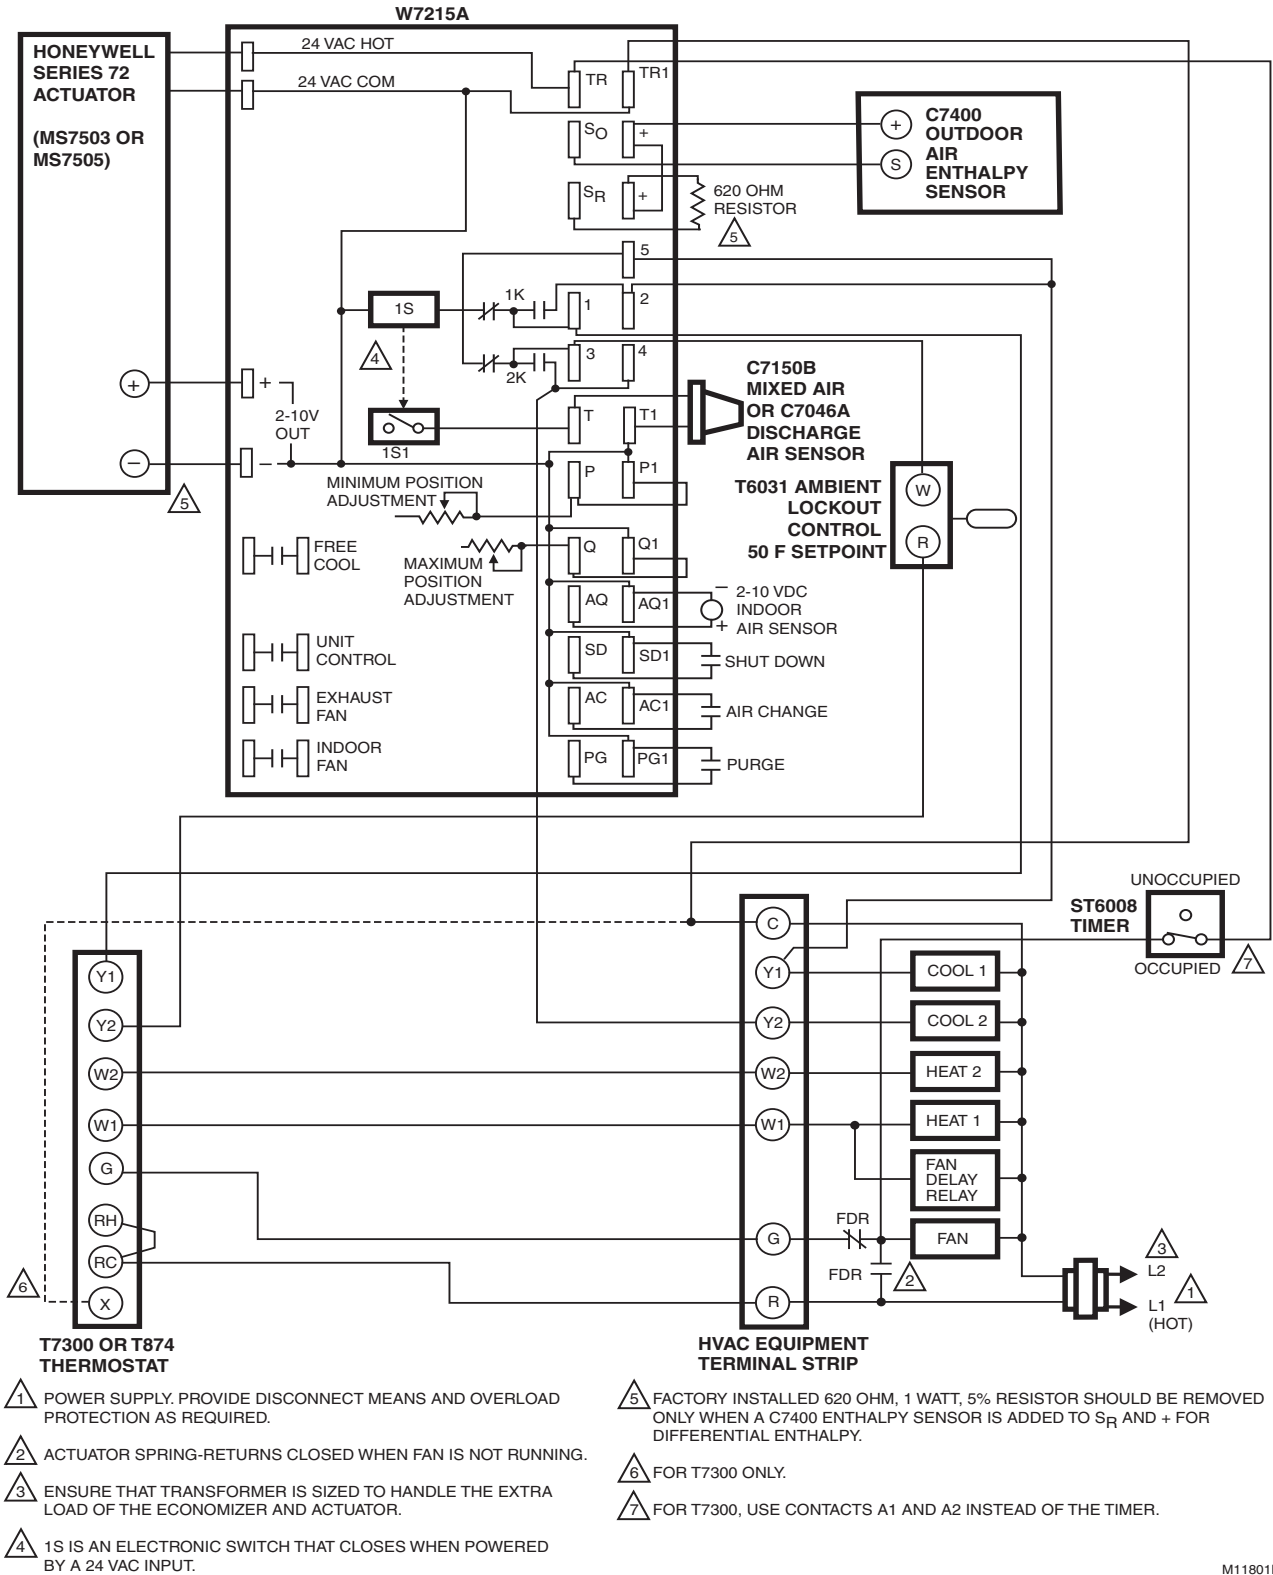 W7215A
HONEYWELL
SERIES 72
ACTUATOR
(MS7503 OR
MS7505)
24 VAC HOT
24 VAC COM
TR
TR1
SO
+
SR
+
620 OHM
RESISTOR
5
C7400
OUTDOOR
AIR
ENTHALPY
SENSOR
+
S
5
1S
1K
1
2
4
2K
3
4
+
+
2-10V
OUT
−
−
5
1S1
T
T1
C7150B
MIXED AIR
OR C7046A
DISCHARGE
AIR SENSOR
MINIMUM POSITION
ADJUSTMENT
P
P1
T6031 AMBIENT
LOCKOUT
CONTROL
50 F SETPOINT
W
R
FREE
COOL
MAXIMUM
POSITION
ADJUSTMENT
Q
Q1
AQ
AQ1
−
2-10 VDC
INDOOR
AIR SENSOR
+
UNIT
CONTROL
SD
SD1
SHUT DOWN
EXHAUST
FAN
AC
AC1
AIR CHANGE
INDOOR
FAN
PG
PG1
PURGE
UNOCCUPIED
ST6008
TIMER
OCCUPIED
7
C
Y1
Y1
COOL 1
Y2
Y2
COOL 2
W2
W2
HEAT 2
W1
W1
HEAT 1
G
FAN
DELAY
RELAY
RH
FDR
G
FAN
RC
FDR
2
3
L2
6
X
R
L1
(HOT)
1
T7300 OR T874
THERMOSTAT
HVAC EQUIPMENT
TERMINAL STRIP
1 POWER SUPPLY. PROVIDE DISCONNECT MEANS AND OVERLOAD
PROTECTION AS REQUIRED.
2 ACTUATOR SPRING-RETURNS CLOSED WHEN FAN IS NOT RUNNING.
3 ENSURE THAT TRANSFORMER IS SIZED TO HANDLE THE EXTRA
LOAD OF THE ECONOMIZER AND ACTUATOR.
4 1S IS AN ELECTRONIC SWITCH THAT CLOSES WHEN POWERED
BY A 24 VAC INPUT.
5 FACTORY INSTALLED 620 OHM, 1 WATT, 5% RESISTOR SHOULD BE REMOVED
ONLY WHEN A C7400 ENTHALPY SENSOR IS ADDED TO SR AND + FOR
DIFFERENTIAL ENTHALPY.
6 FOR T7300 ONLY.
7 FOR T7300, USE CONTACTS A1 AND A2 INSTEAD OF THE TIMER.